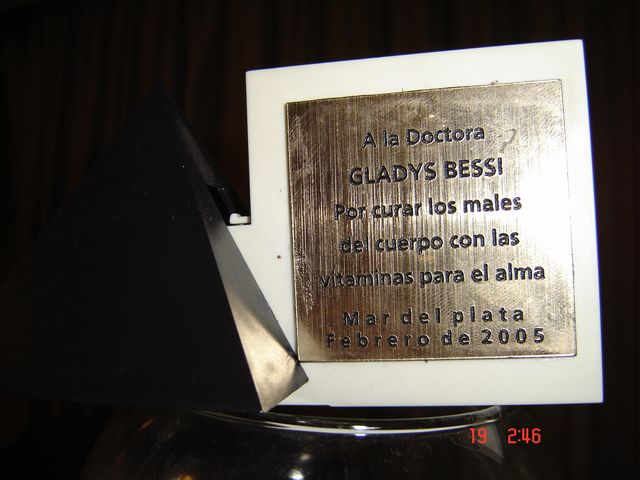 A la Doctora
GLADYS BESSI
Por curar los males
del cuerpo con las
vitaminas para el alma
Mar del plata
Febrero de 2005
19 2:46